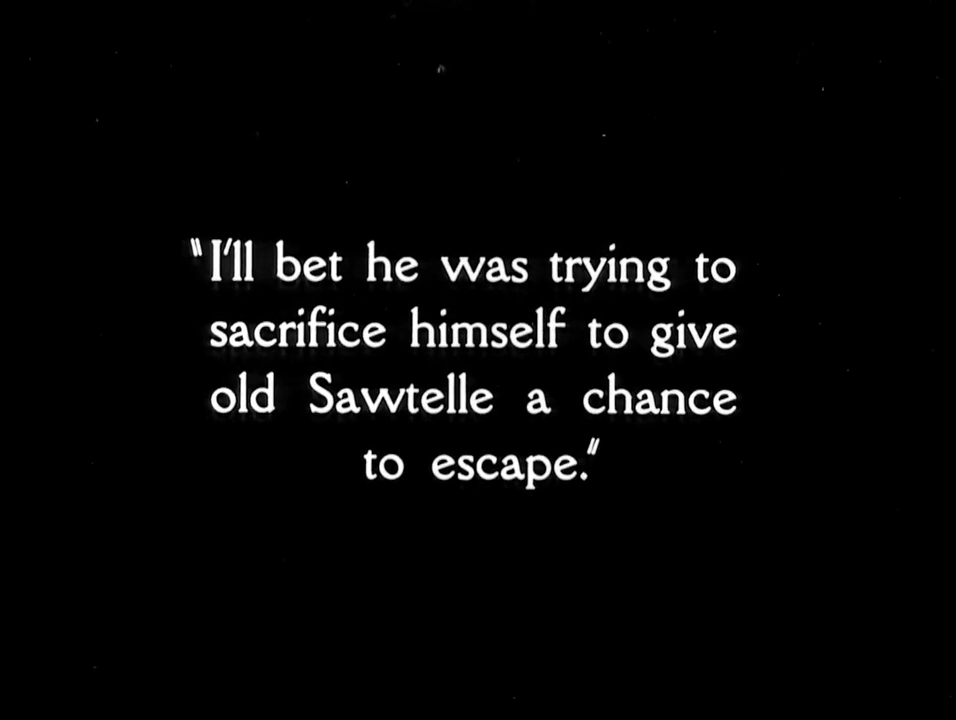 "I'll bet he was trying to
sacrifice himself to give
old Sawtelle a chance
to escape."